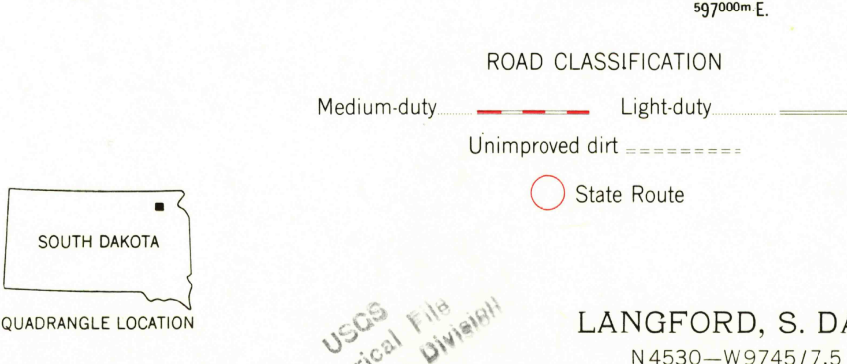 597000m. E.
ROAD CLASSIFICATION
Medium-duty Light-duty
Unimproved dirt
State Route
SOUTH DAKOTA
QUADRANGLE LOCATION
USGS
File
Division
LANGFORD, S. DA
N4530—W9745/7.5